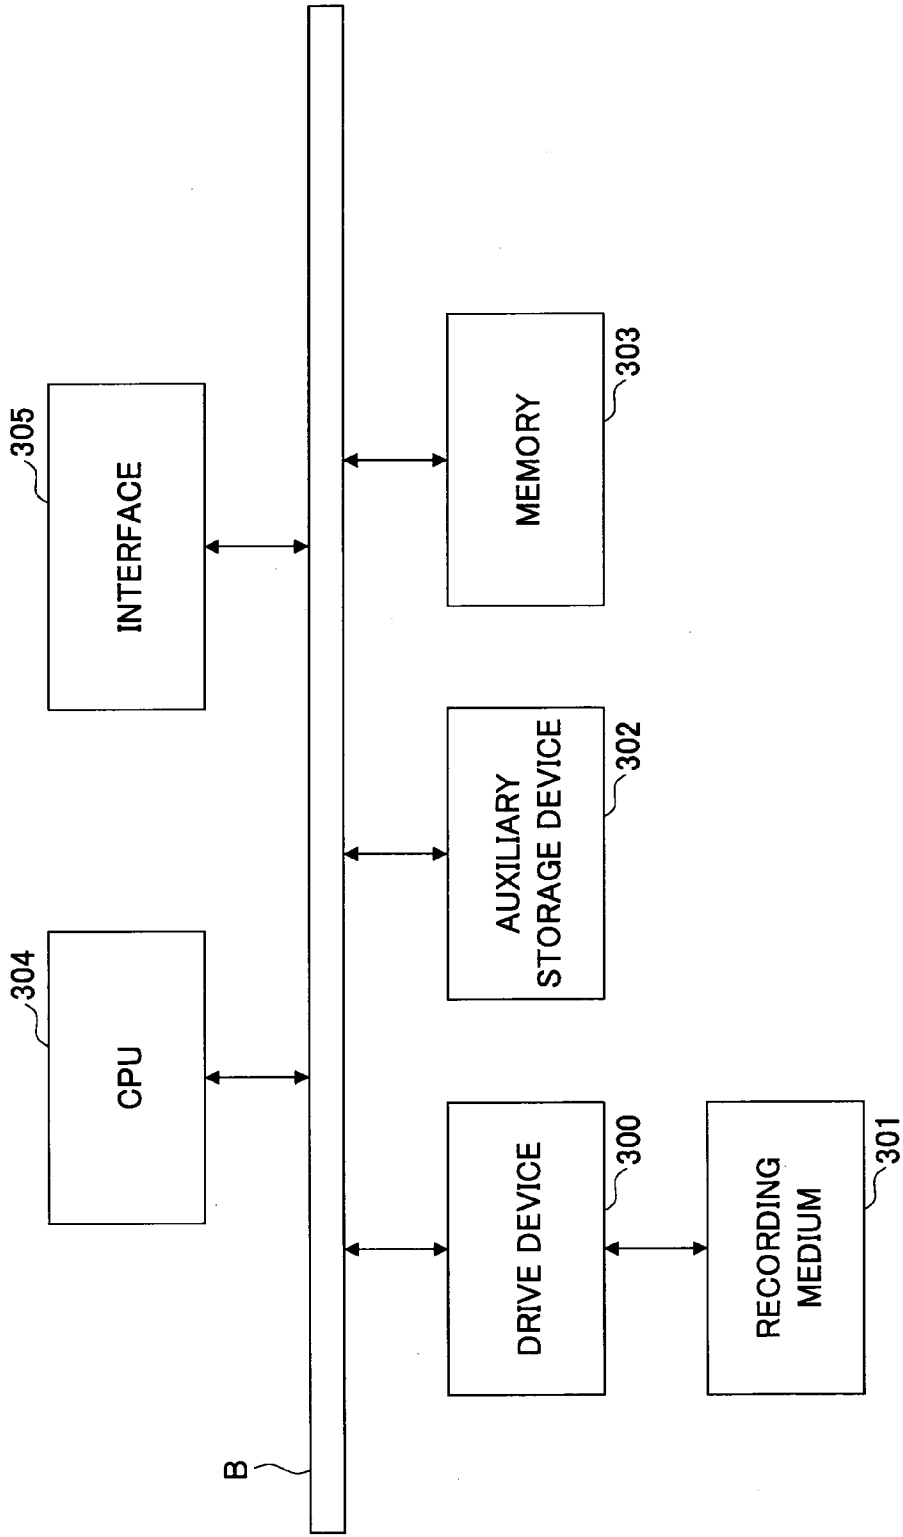 304
305
CPU
INTERFACE
B
DRIVE DEVICE
300
AUXILIARY
STORAGE DEVICE
302
MEMORY
303
RECORDING
MEDIUM
301